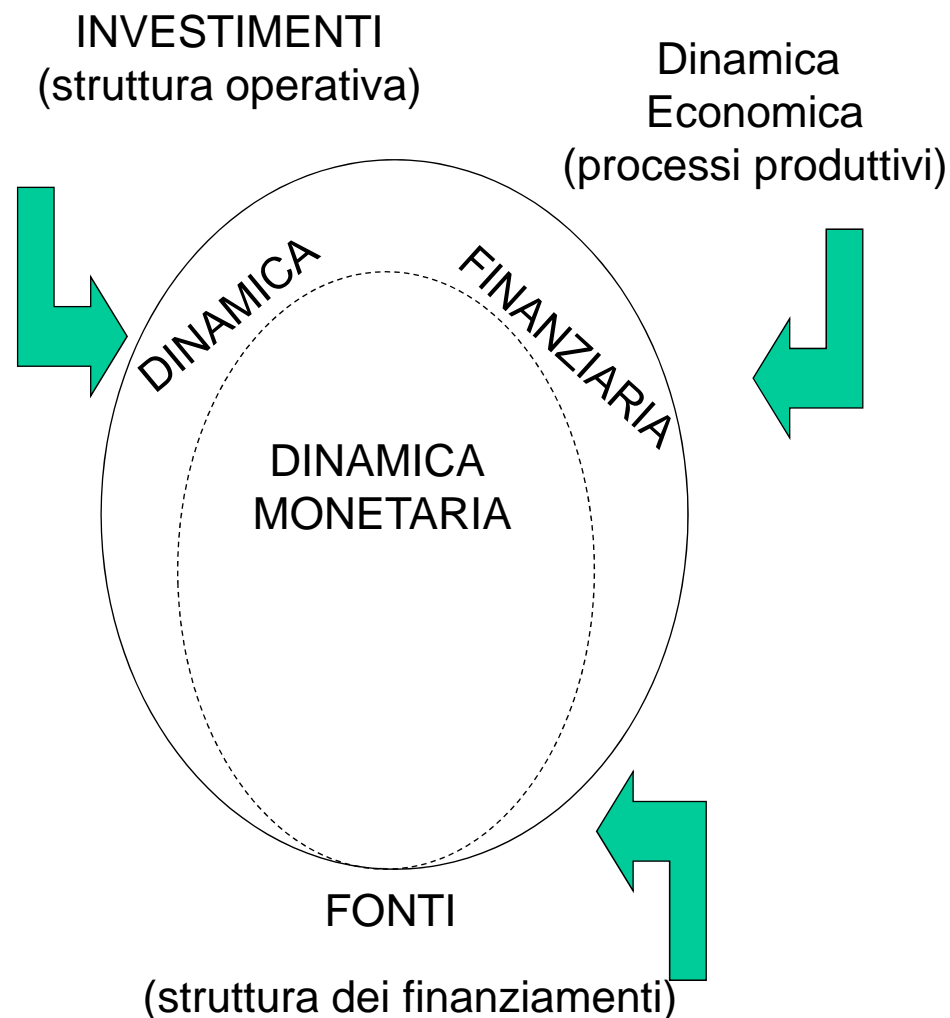 INVESTIMENTI
(struttura operativa)
Dinamica
Economica
(processi produttivi)
DINAMICA
FINANZIARIA
DINAMICA
MONETARIA
FONTI
(struttura dei finanziamenti)